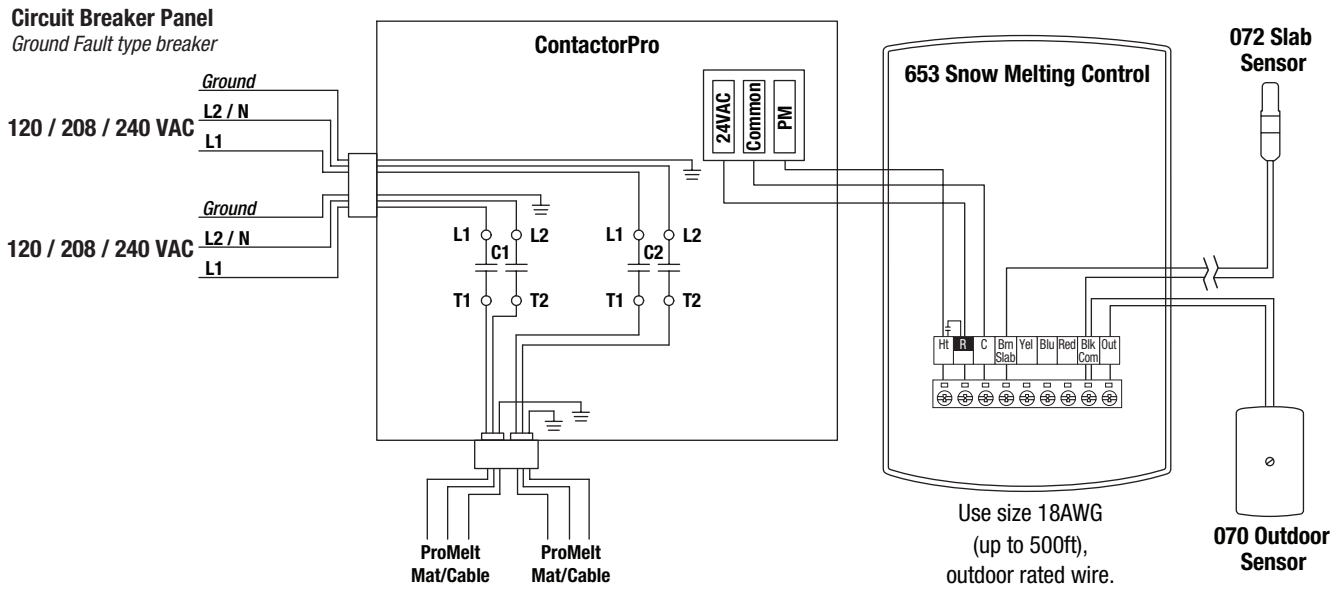 Circuit Breaker Panel
Ground Fault type breaker
Ground
L2 / N
120 / 208 / 240 VAC
L1
Ground
L2 / N
120 / 208 / 240 VAC
L1
ContactorPro
24VAC
Common
PM
L1
L2
C1
T1
T2
L1
L2
C2
T1
T2
ProMelt
Mat/Cable
ProMelt
Mat/Cable
653 Snow Melting Control
Ht R C Brn Yel Blu Red Blk Out
Slab Com
Use size 18AWG
(up to 500ft),
outdoor rated wire.
072 Slab
Sensor
070 Outdoor
Sensor